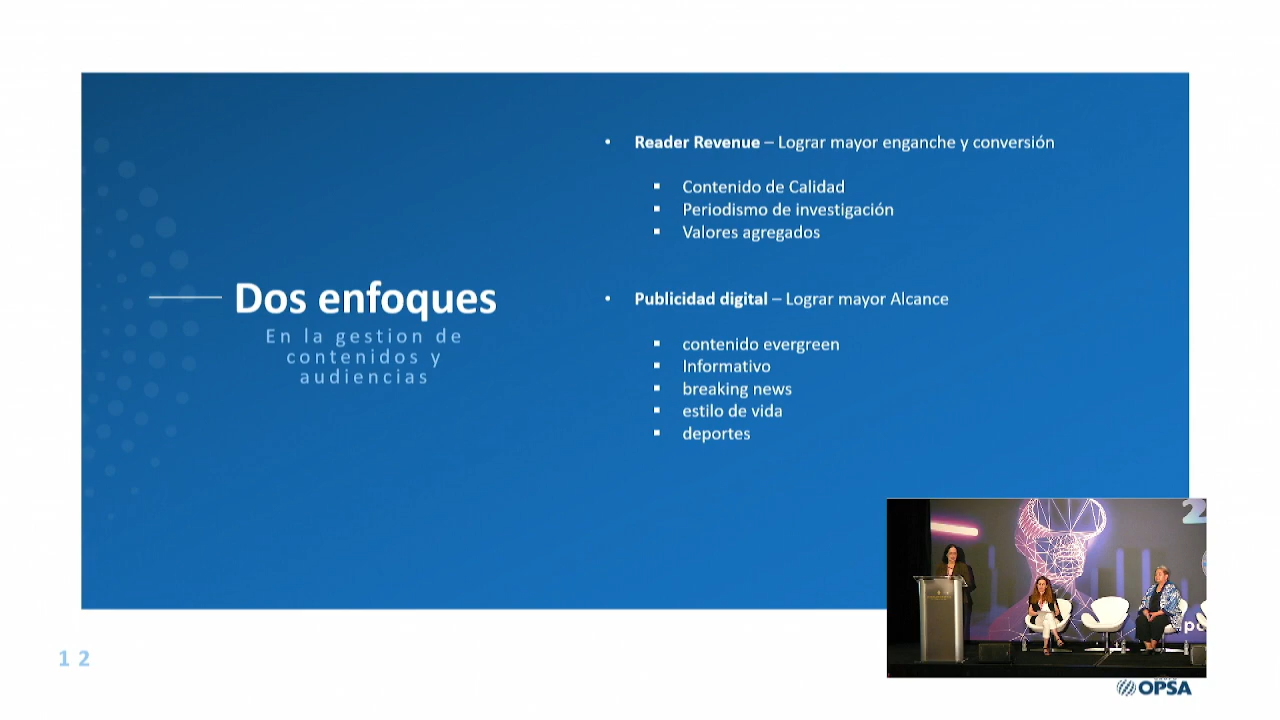 Dos enfoques
En la gestion de
contenidos y
audiencias
• Reader Revenue – Lograr mayor enganche y conversión
▪ Contenido de Calidad
▪ Periodismo de investigación
▪ Valores agregados
• Publicidad digital – Lograr mayor Alcance
▪ contenido evergreen
▪ Informativo
▪ breaking news
▪ estilo de vida
▪ deportes
12
OPSA